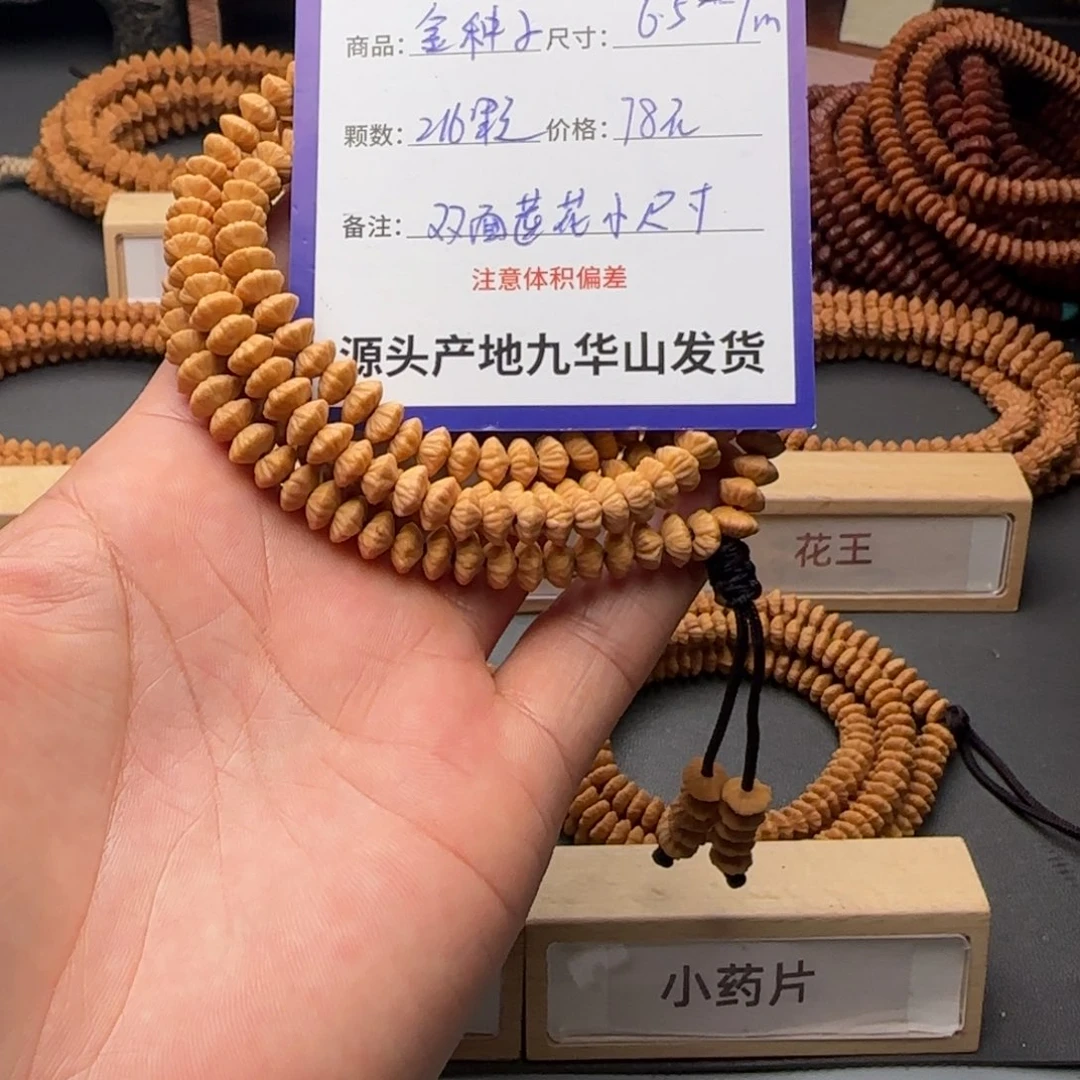 商品：金种子 尺寸：6.5mm/m
颗数：216颗 价格：78元
备注：双面莲花小尺寸
注意体积偏差
源头产地九华山发货
花王
小药片